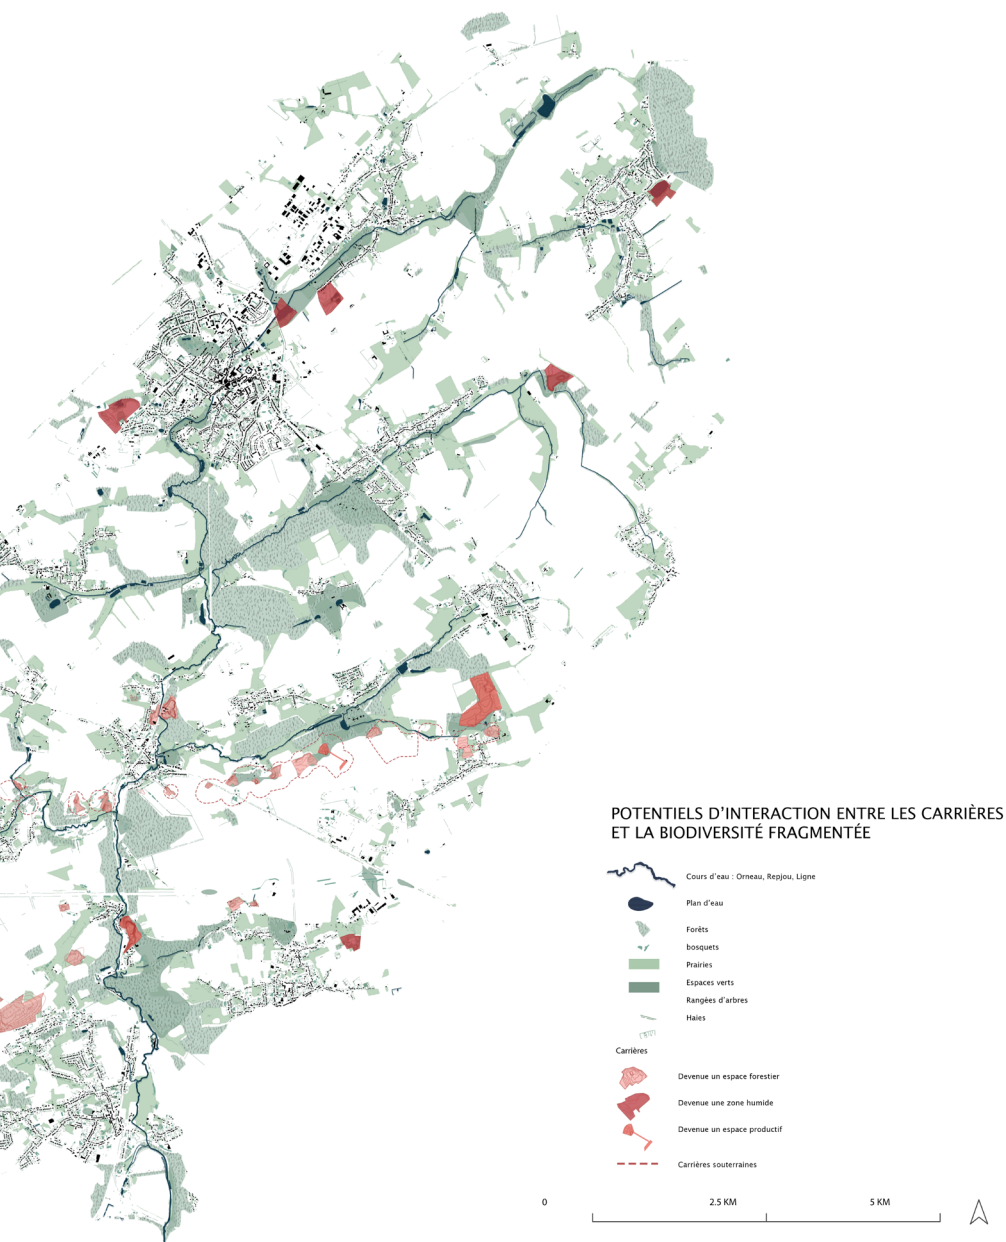 POTENTIELS D'INTERACTION ENTRE LES CARRIÈRES
ET LA BIODIVERSITÉ FRAGMENTÉE
Cours d'eau : Orneau, Repjou, Ligne
Plan d'eau
Forêts
bosquets
Prairies
Espaces verts
Rangées d'arbres
Haies
Carrières
Devenue un espace forestier
Devenue une zone humide
Devenue un espace productif
Carrières souterraines
0 2.5 KM 5 KM